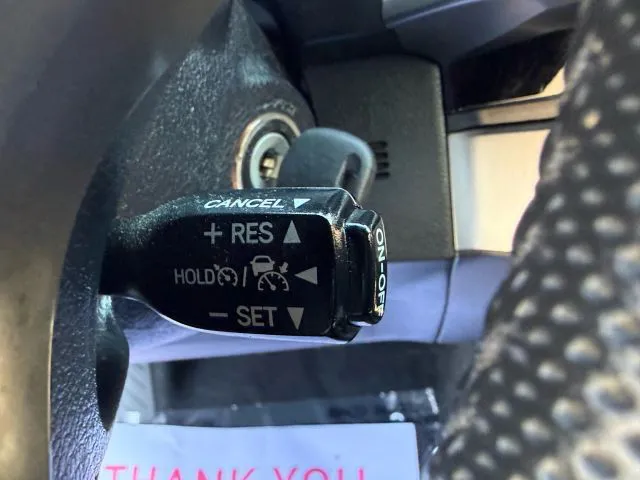 CANCEL ▼
+ RES ▲
HOLD / ◄
− SET ▼
ON-OFF
THANK YOU